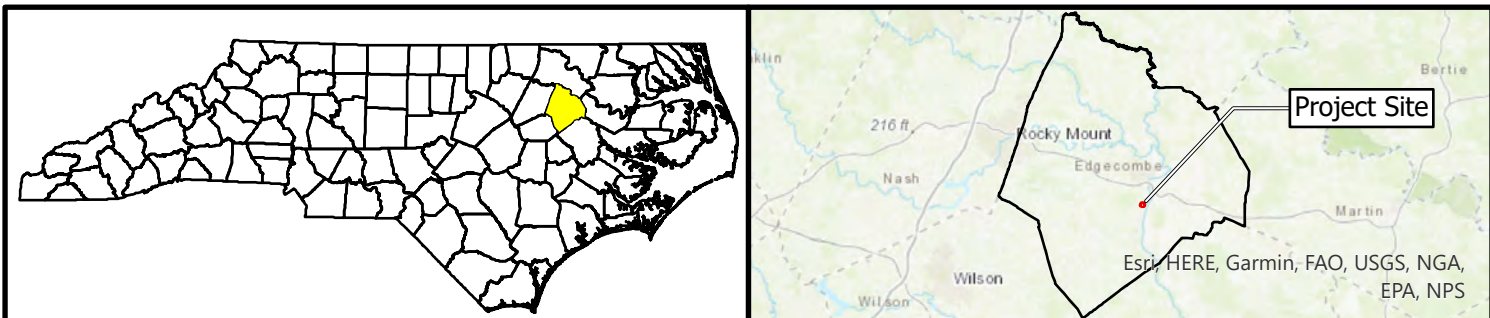 klin
Bertie
Project Site
216 ft
Rocky Mount
Edgecombe
Nash
Martin
Esri, HERE, Garmin, FAO, USGS, NGA,
EPA, NPS
Wilson
Wilson